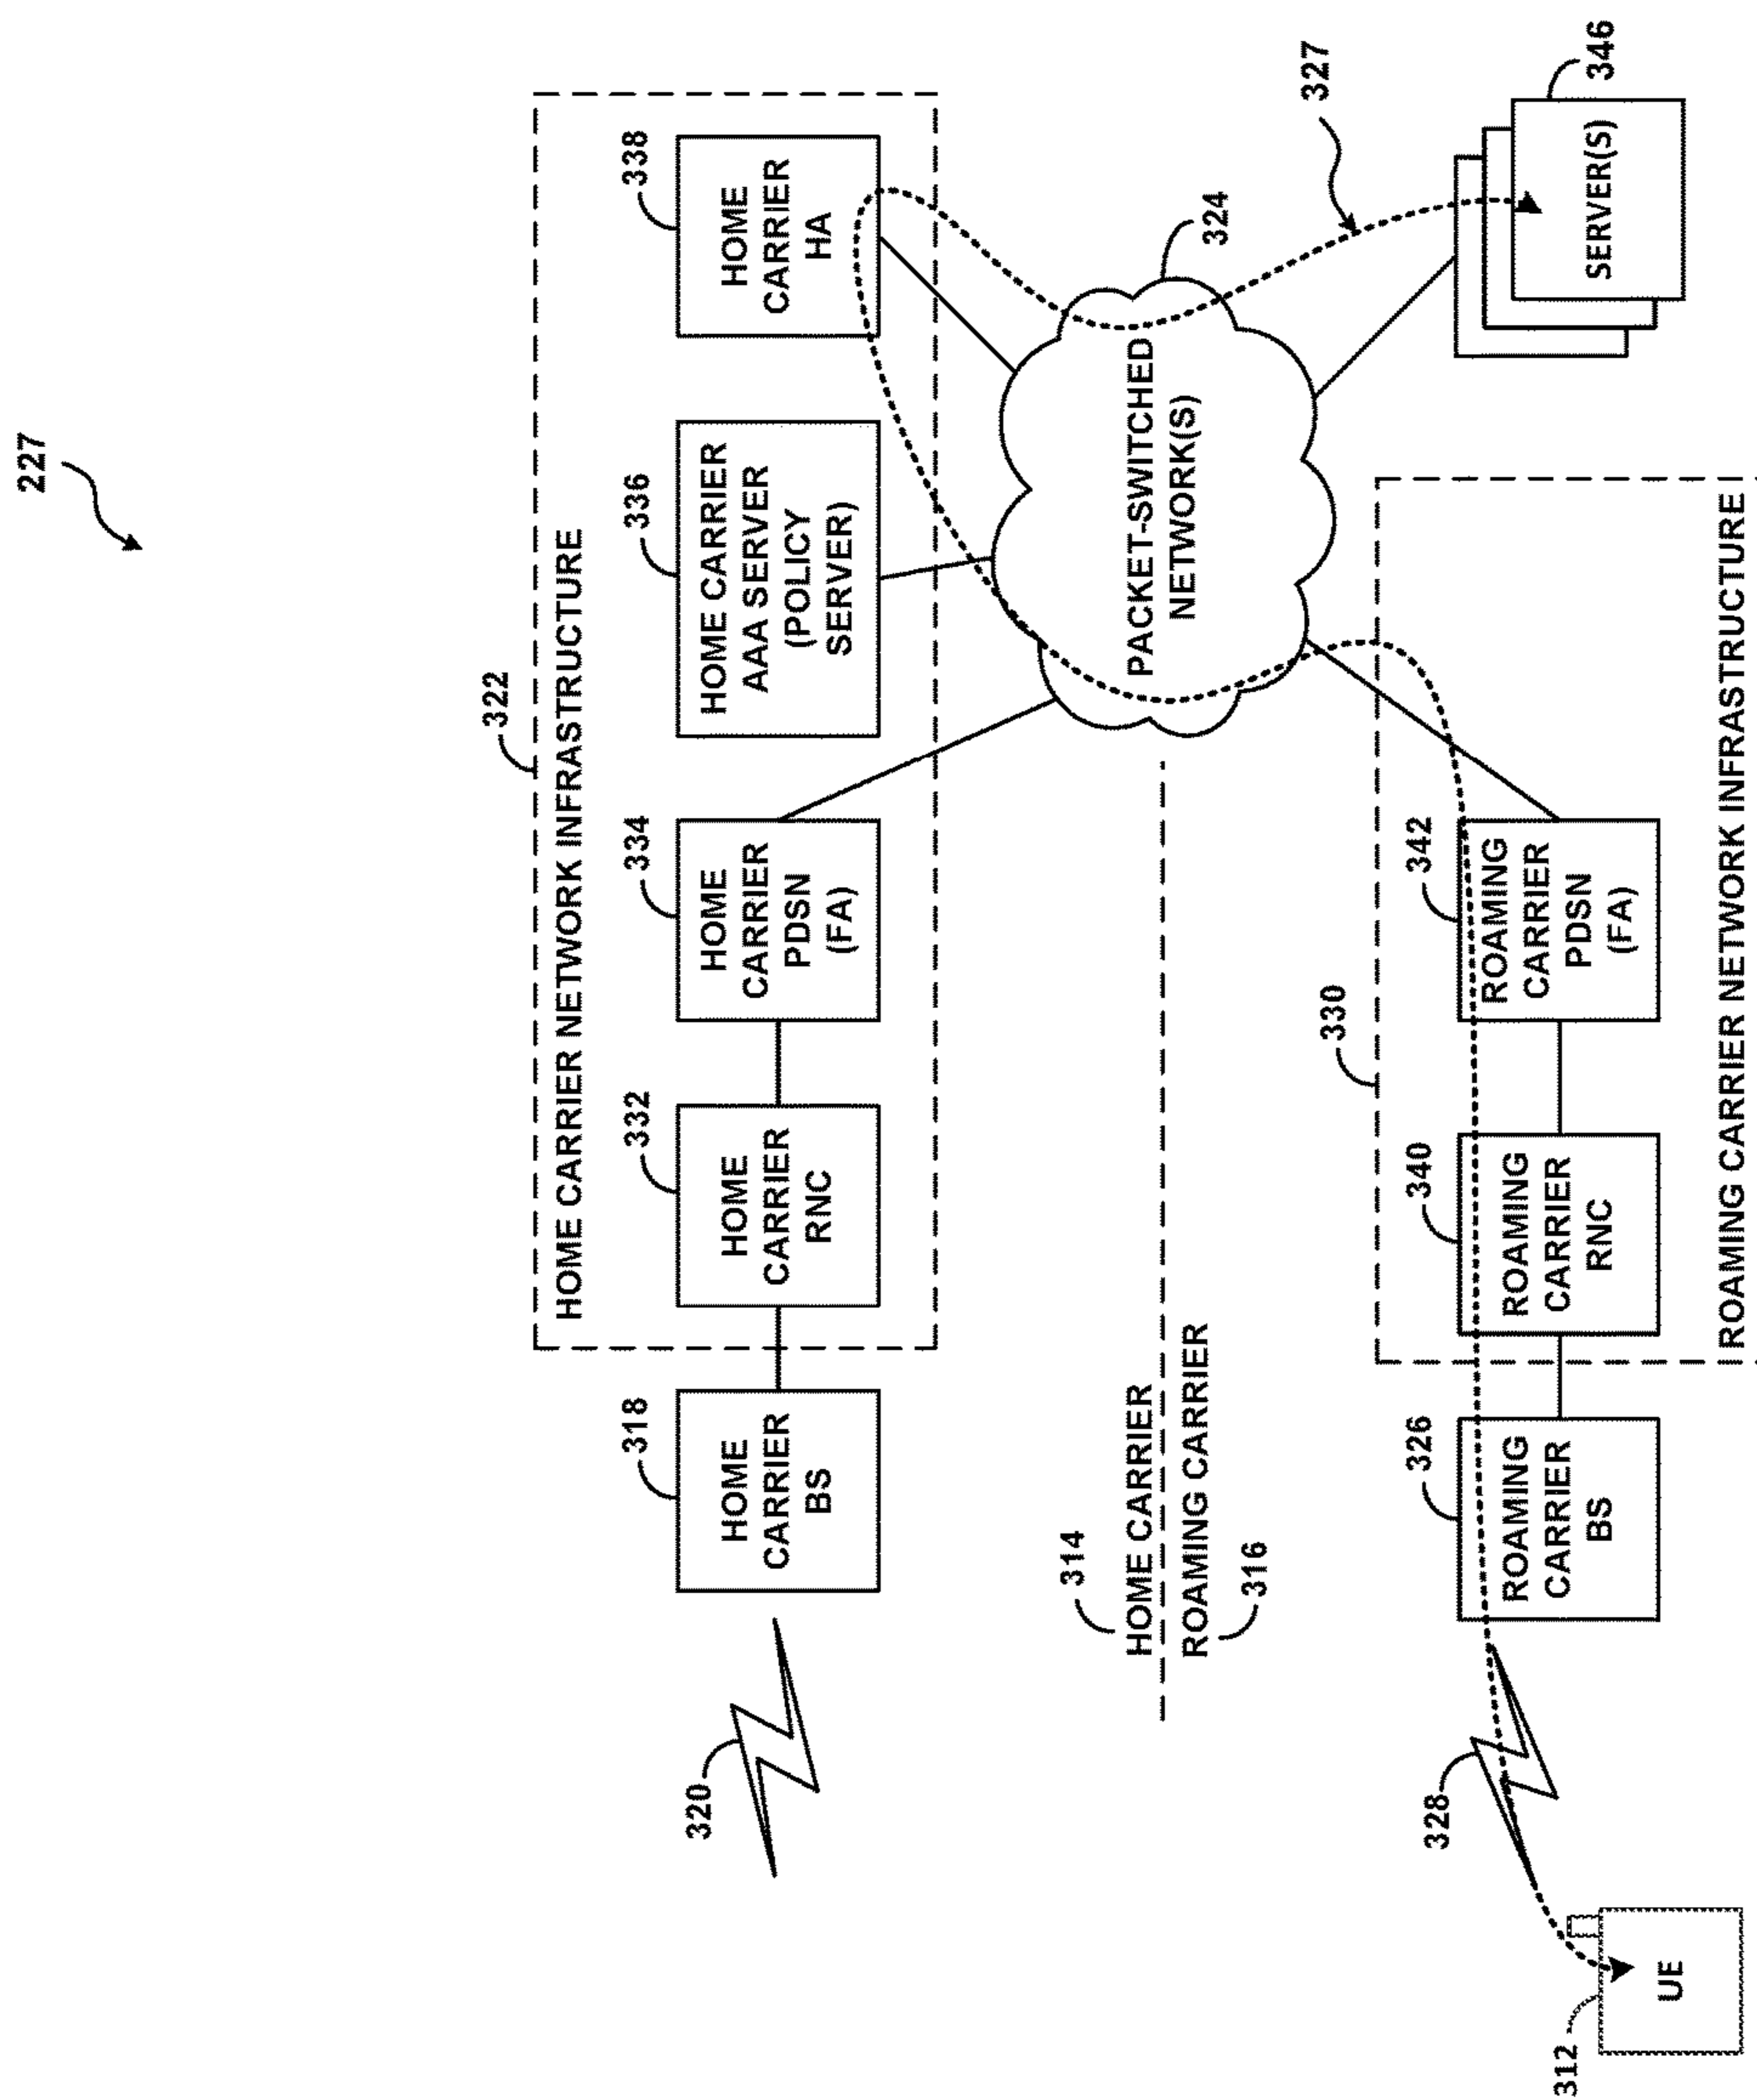 227
322
HOME CARRIER NETWORK INFRASTRUCTURE
320
318
HOME
CARRIER
BS
332
HOME
CARRIER
RNC
334
HOME
CARRIER
PDSN
(FA)
336
HOME CARRIER
AAA SERVER
(POLICY
SERVER)
338
HOME
CARRIER
HA
314
HOME CARRIER
ROAMING CARRIER
316
PACKET-SWITCHED
NETWORK(S)
324
327
330
312
UE
328
326
ROAMING
CARRIER
BS
340
ROAMING
CARRIER
RNC
342
ROAMING
CARRIER
PDSN
(FA)
346
SERVER(S)
ROAMING CARRIER NETWORK INFRASTRUCTURE